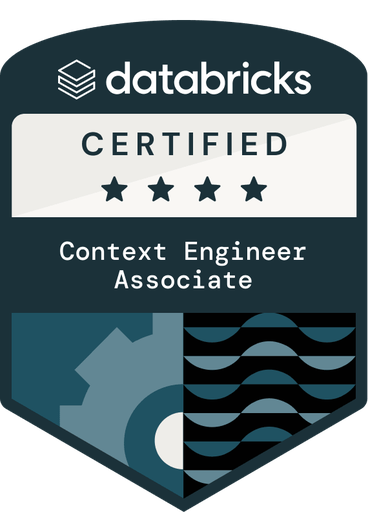 databricks
CERTIFIED
Context Engineer
Associate